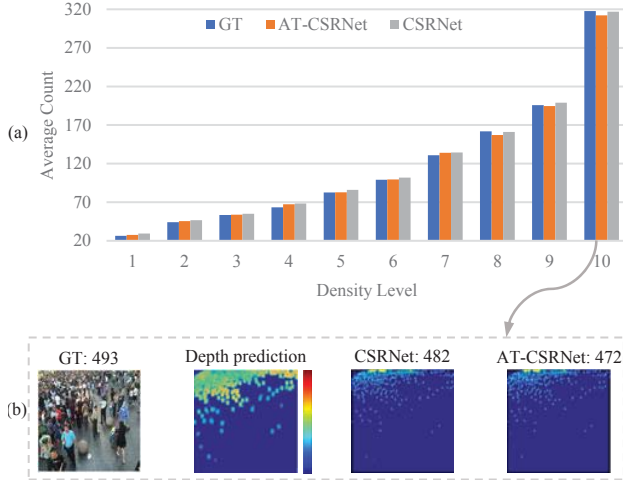 320
GT AT-CSRNet CSRNet
270
220
(a)
Average Count
170
120
70
20
1 2 3 4 5 6 7 8 9 10
Density Level
GT: 493 Depth prediction CSRNet: 482 AT-CSRNet: 472
(b)